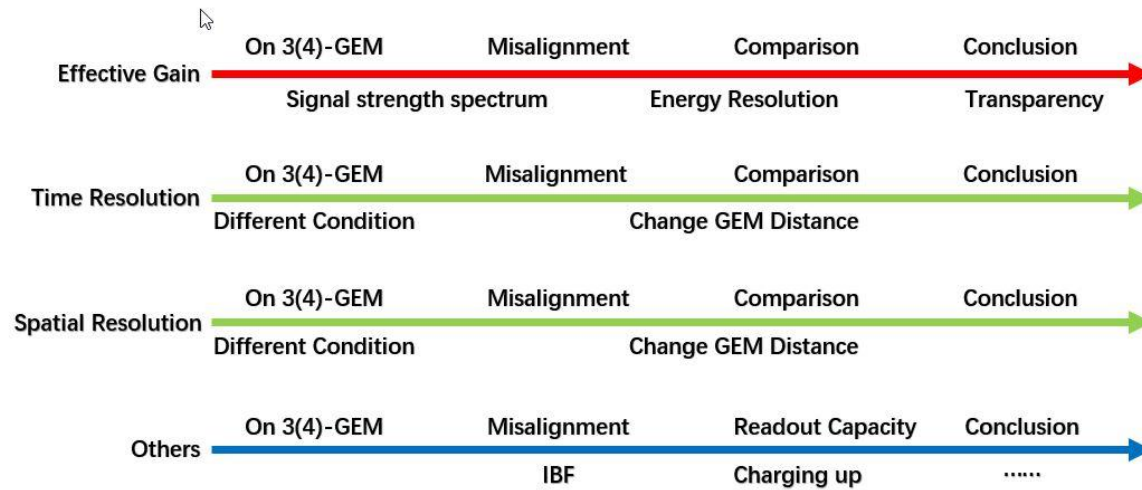 On 3(4)-GEM Misalignment Comparison Conclusion
Effective Gain
Signal strength spectrum Energy Resolution Transparency
On 3(4)-GEM Misalignment Comparison Conclusion
Time Resolution
Different Condition Change GEM Distance
On 3(4)-GEM Misalignment Comparison Conclusion
Spatial Resolution
Different Condition Change GEM Distance
On 3(4)-GEM Misalignment Readout Capacity Conclusion
Others
IBF Charging up ......